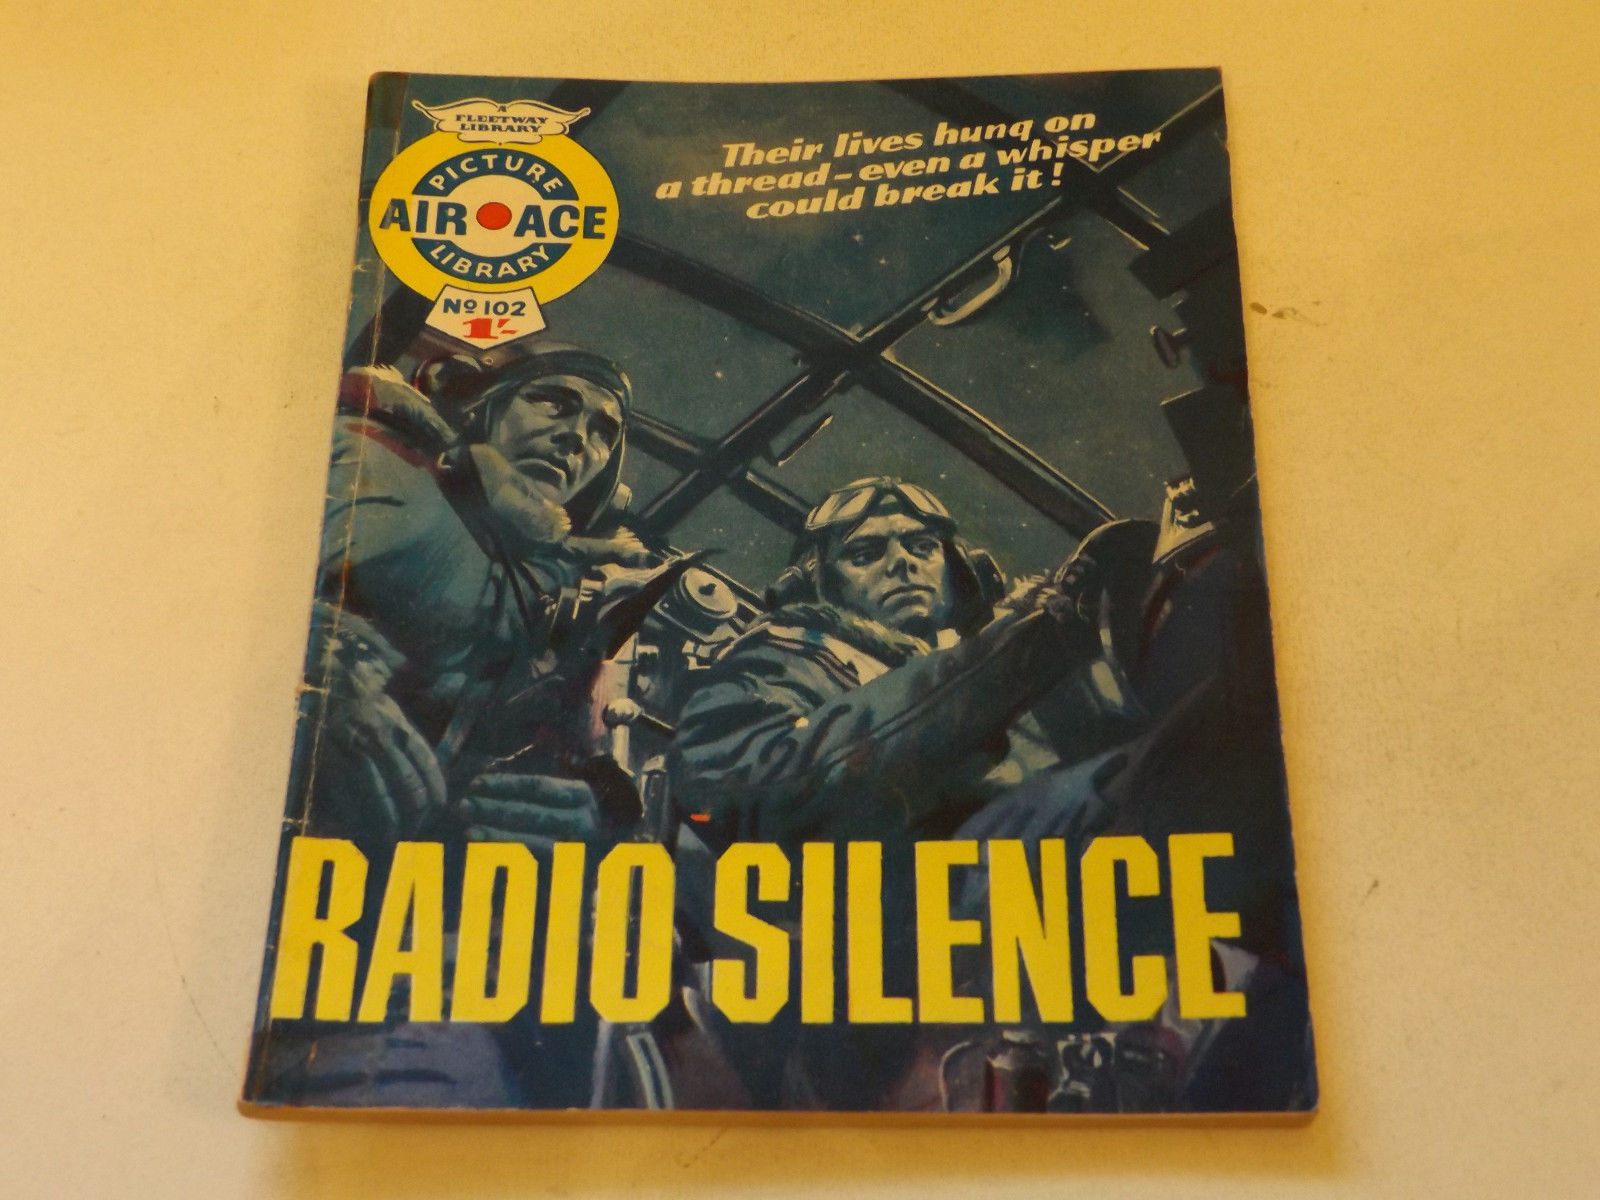 A
FLEETWAY
LIBRARY
PICTURE
AIR ACE
LIBRARY
Nº 102
1/-
Their lives hung on
a thread - even a whisper
could break it!
RADIO SILENCE